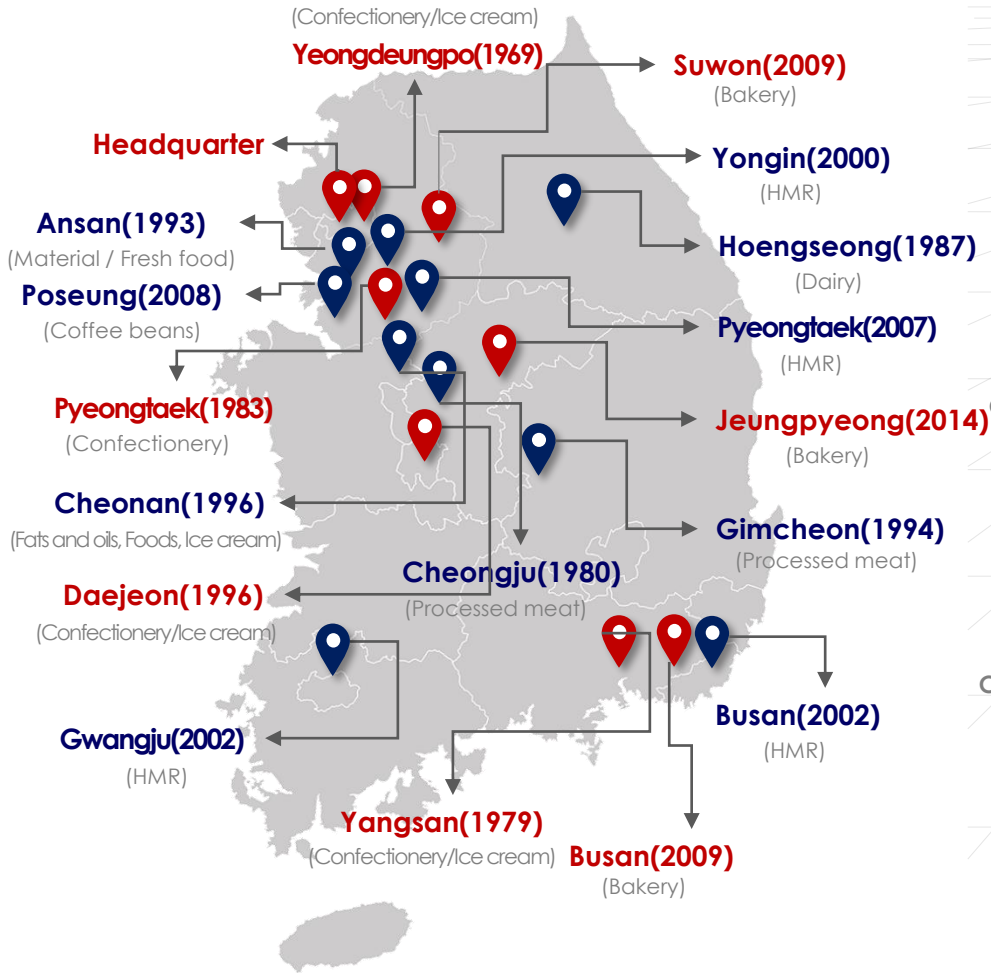 (Confectionery/Ice cream)
Yeongdeungpo(1969)
Suwon(2009)
(Bakery)
Headquarter
Yongin(2000)
(HMR)
Ansan(1993)
(Material / Fresh food)
Hoengseong(1987)
(Dairy)
Poseung(2008)
(Coffee beans)
Pyeongtaek(2007)
(HMR)
Pyeongtaek(1983)
(Confectionery)
Jeungpyeong(2014)
(Bakery)
Cheonan(1996)
(Fats and oils, Foods, Ice cream)
Gimcheon(1994)
(Processed meat)
Cheongju(1980)
(Processed meat)
Daejeon(1996)
(Confectionery/Ice cream)
Busan(2002)
(HMR)
Gwangju(2002)
(HMR)
Yangsan(1979)
(Confectionery/Ice cream)
Busan(2009)
(Bakery)